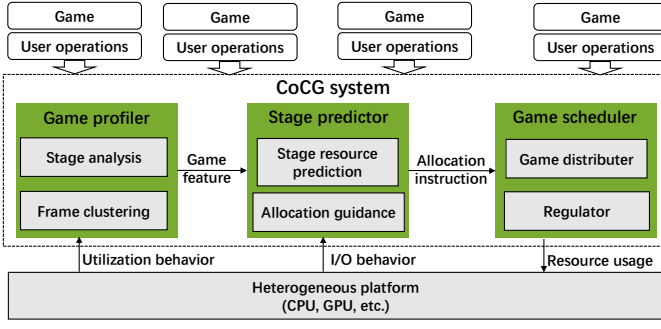 Game
Game
Game
Game
User operations
User operations
User operations
User operations
CoCG system
Game profiler
Stage predictor
Game scheduler
Stage analysis
Game
feature
Stage resource
prediction
Allocation
instruction
Game distributer
Frame clustering
Allocation guidance
Regulator
Utilization behavior
I/O behavior
Resource usage
Heterogeneous platform
(CPU, GPU, etc.)